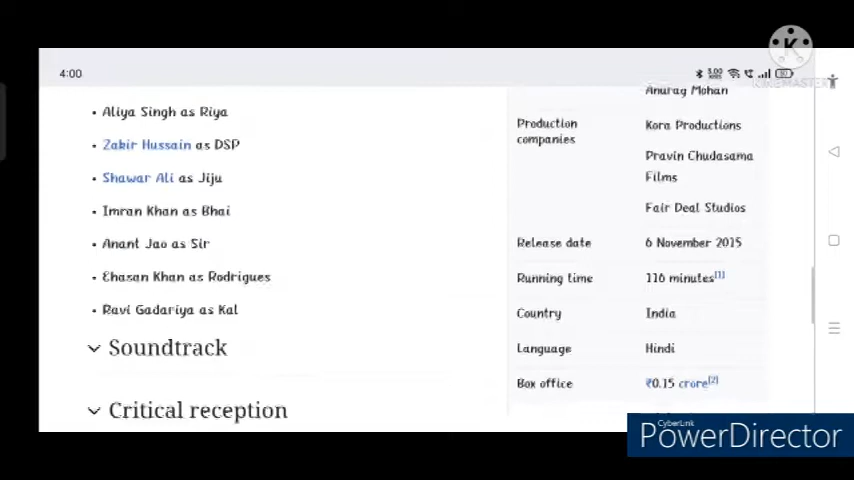 4:00
KINEMASTER
• Aliya Singh as Riya
• Zakir Hussain as DSP
• Shawar Ali as Jiju
• Imran Khan as Bhai
• Anant Jao as Sir
• Ehasan Khan as Rodrigues
• Ravi Gadariya as Kal
Soundtrack
Critical reception
Anurag Mohan
Production companies
Kora Productions
Pravin Chudasama
Films
Fair Deal Studios
Release date 6 November 2015
Running time 116 minutes[1]
Country India
Language Hindi
Box office ₹0.15 crore[2]
CyberLink
PowerDirector